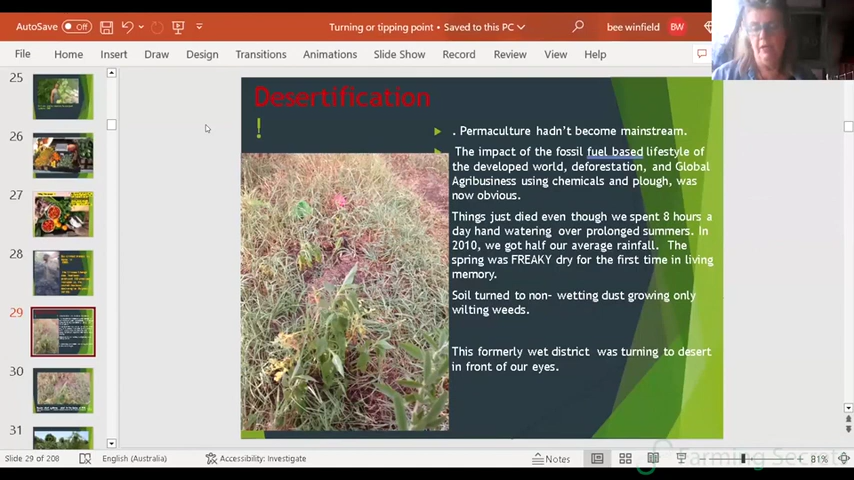 AutoSave Off Turning or tipping point • Saved to this PC bee winfield BW
File Home Insert Draw Design Transitions Animations Slide Show Record Review View Help
25
26
27
28
29
30
31
Desertification
!
. Permaculture hadn't become mainstream.
The impact of the fossil fuel based lifestyle of
the developed world, deforestation, and Global
Agribusiness using chemicals and plough, was
now obvious.
Things just died even though we spent 8 hours a
day hand watering over prolonged summers. In
2010, we got half our average rainfall. The
spring was FREAKY dry for the first time in living
memory.
Soil turned to non- wetting dust growing only
wilting weeds.
This formerly wet district was turning to desert
in front of our eyes.
Slide 29 of 208 English (Australia) Accessibility: Investigate Notes 81%
Farming Secrets